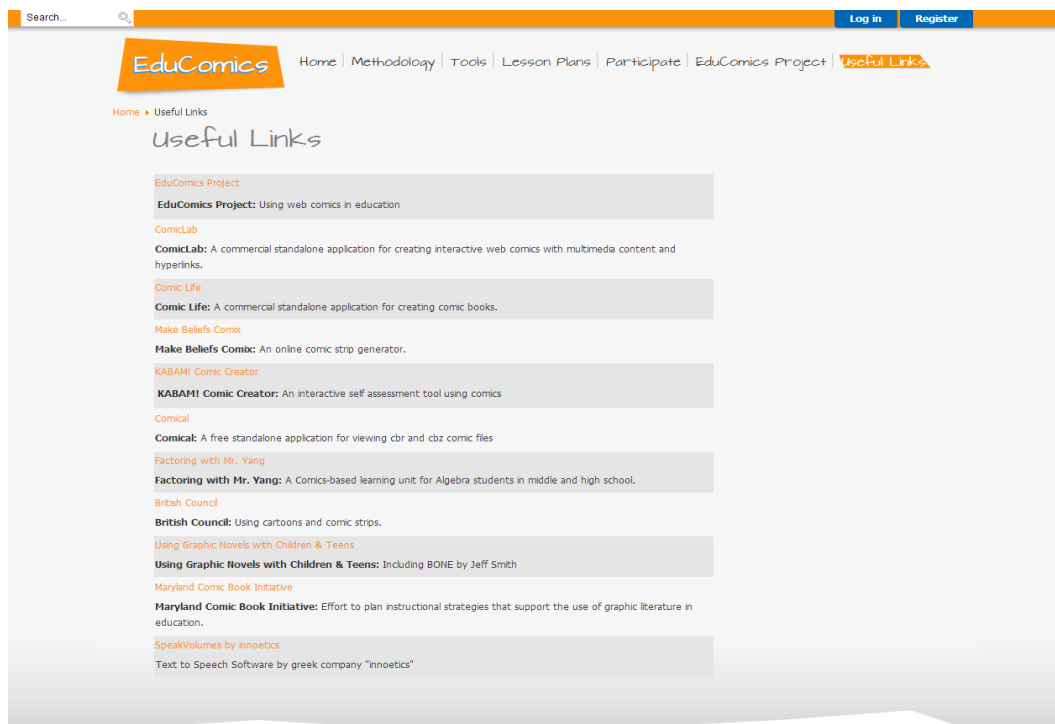 Search...
Log in
Register
EduComics
Home | Methodology | Tools | Lesson Plans | Participate | EduComics Project | Useful Links
Home Useful Links
Useful Links
EduComics Project
EduComics Project: Using web comics in education
ComicLab
ComicLab: A commercial standalone application for creating interactive web comics with multimedia content and
hyperlinks.
Comic Life
Comic Life: A commercial standalone application for creating comic books.
Make Beliefs Comix
Make Beliefs Comix: An online comic strip generator.
KABAM! Comic Creator
KABAM! Comic Creator: An interactive self assessment tool using comics
Comical
Comical: A free standalone application for viewing cbr and cbz comic files
Factoring with Mr. Yang
Factoring with Mr. Yang: A Comics-based learning unit for Algebra students in middle and high school.
British Council
British Council: Using cartoons and comic strips.
Using Graphic Novels with Children & Teens
Using Graphic Novels with Children & Teens: Including BONE by Jeff Smith
Maryland Comic Book Initiative
Maryland Comic Book Initiative: Effort to plan instructional strategies that support the use of graphic literature in
education.
SpeakVolumes by innoetics
Text to Speech Software by greek company "innoetics"